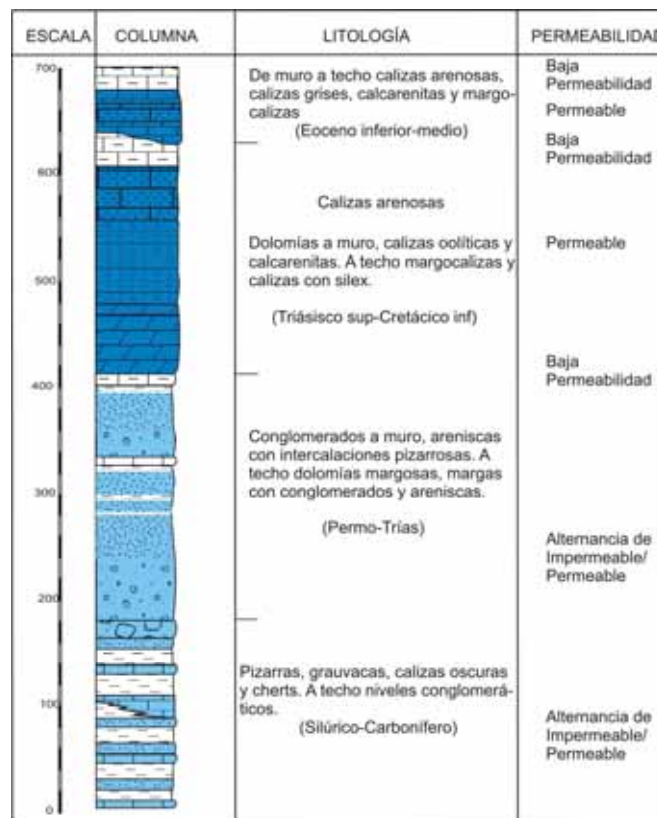 ESCALA
COLUMNA
LITOLOGÍA
PERMEABILIDAD
700
600
500
400
300
200
100
0
De muro a techo calizas arenosas,
calizas grises, calcarenitas y margo-
calizas
(Eoceno inferior-medio)
Calizas arenosas
Dolomías a muro, calizas oolíticas y
calcarenitas. A techo margocalizas y
calizas con silex.
(Triásisco sup-Cretácico inf)
Conglomerados a muro, areniscas
con intercalaciones pizarrosas. A
techo dolomías margosas, margas
con conglomerados y areniscas.
(Permo-Trías)
Pizarras, grauvacas, calizas oscuras
y cherts. A techo niveles conglomerá-
ticos.
(Silúrico-Carbonífero)
Baja
Permeabilidad
Permeable
Baja
Permeabilidad
Permeable
Baja
Permeabilidad
Alternancia de
Impermeable/
Permeable
Alternancia de
Impermeable/
Permeable